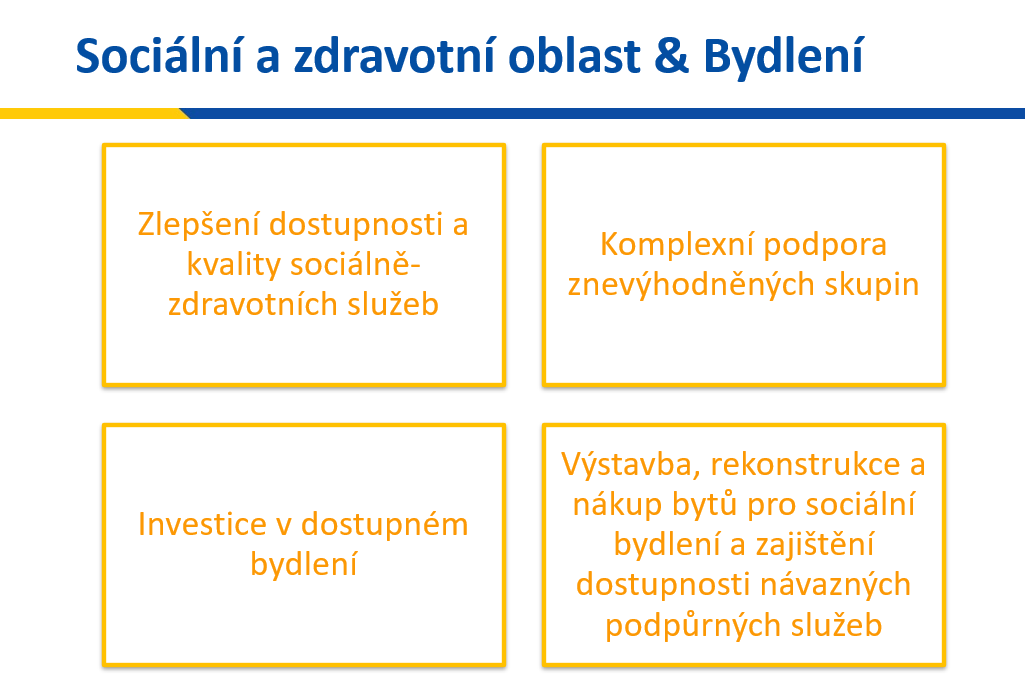 Sociální a zdravotní oblast & Bydlení
Zlepšení dostupnosti a
kvality sociálně-
zdravotních služeb
Komplexní podpora
znevýhodněných skupin
Investice v dostupném
bydlení
Výstavba, rekonstrukce a
nákup bytů pro sociální
bydlení a zajištění
dostupnosti návazných
podpůrných služeb